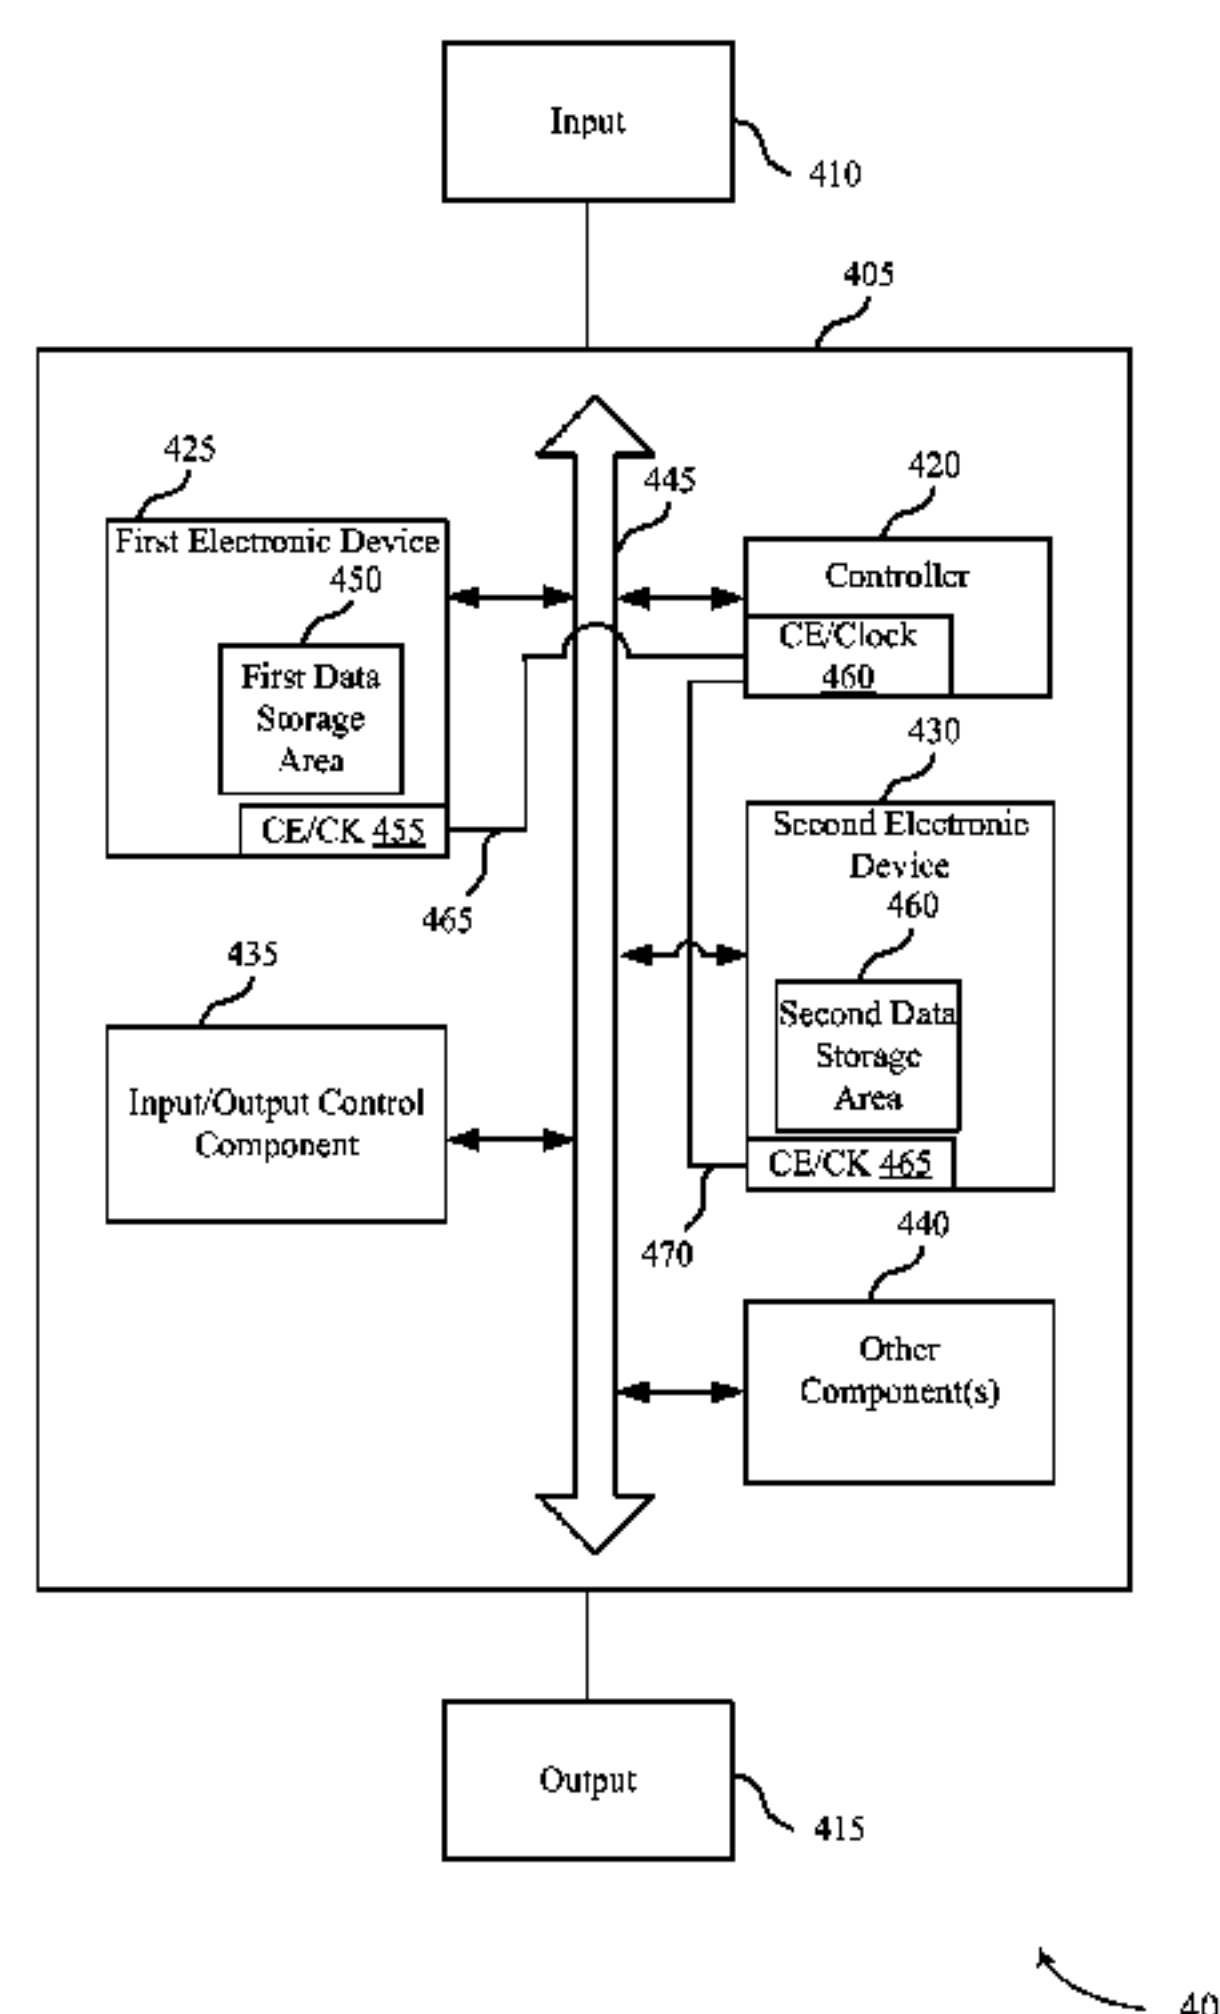 Input
410
405
425
445
420
First Electronic Device
450
Controller
First Data
Storage
Area
CE/Clock
460
430
CE/CK 455
Second Electronic
Device
460
465
435
Second Data
Storage
Area
Input/Output Control
Component
CE/CK 465
440
470
Other
Component(s)
Output
415
40